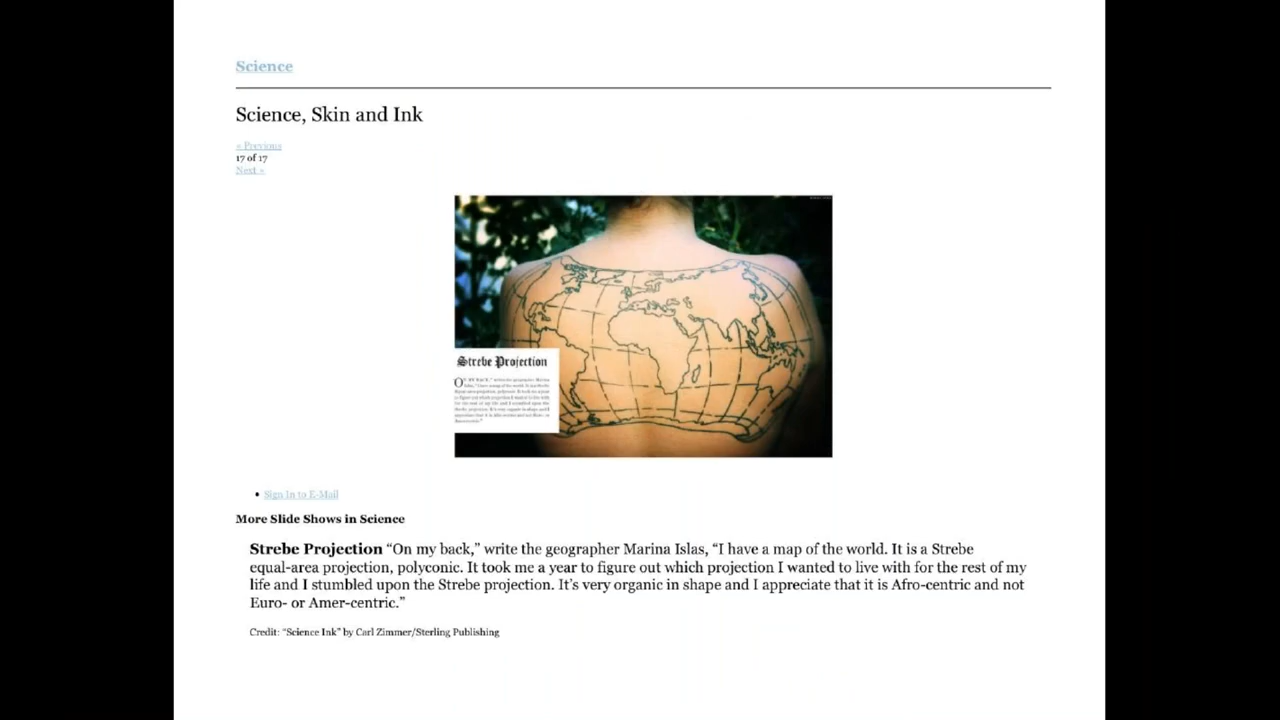 Science
Science, Skin and Ink
« Previous
17 of 17
Next »
Strebe Projection
• Sign In to E-Mail
More Slide Shows in Science
Strebe Projection “On my back,” write the geographer Marina Islas, “I have a map of the world. It is a Strebe
equal-area projection, polyconic. It took me a year to figure out which projection I wanted to live with for the rest of my
life and I stumbled upon the Strebe projection. It’s very organic in shape and I appreciate that it is Afro-centric and not
Euro- or Amer-centric.”
Credit: “Science Ink” by Carl Zimmer/Sterling Publishing